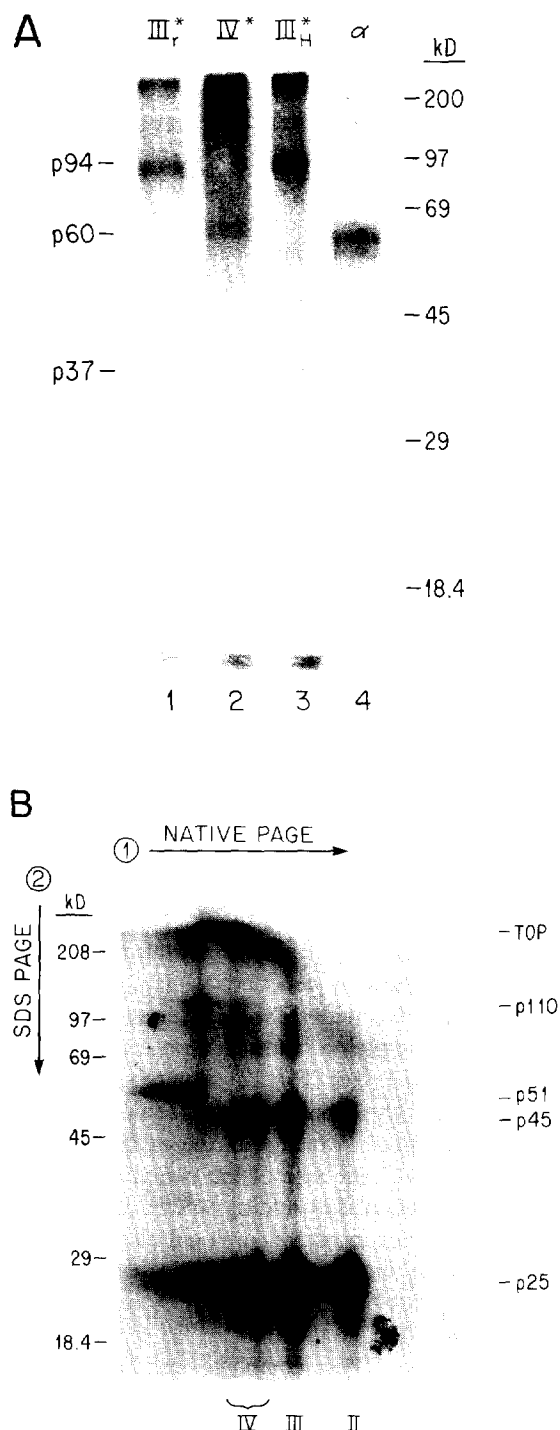 A
III r * IV * III H * α
kD
p94 –
p60 –
p37 –
– 200
– 97
– 69
– 45
– 29
– 18.4
1 2 3 4
B
① NATIVE PAGE
② SDS PAGE
kD
208 –
97 –
69 –
45 –
29 –
18.4 –
– TOP
– p110
– p51
– p45
– p25
IV III II